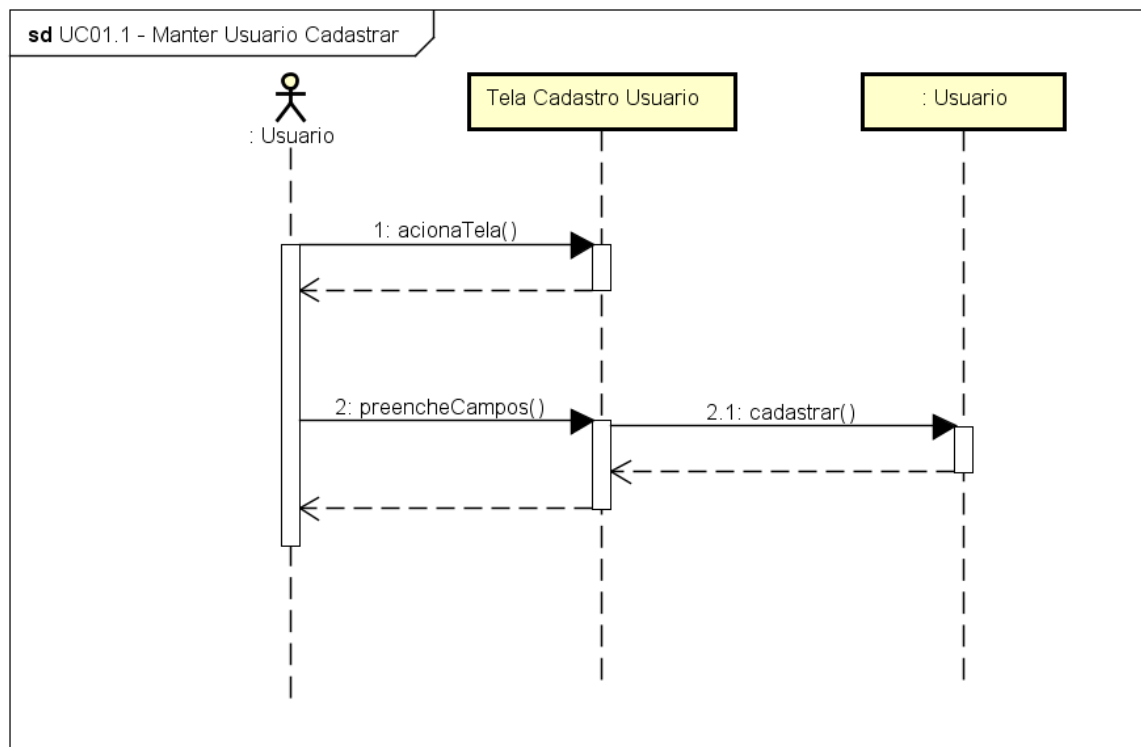 sd UC01.1 - Manter Usuario Cadastrar
: Usuario
Tela Cadastro Usuario
: Usuario
1: acionaTela()
2: preencheCampos()
2.1: cadastrar()